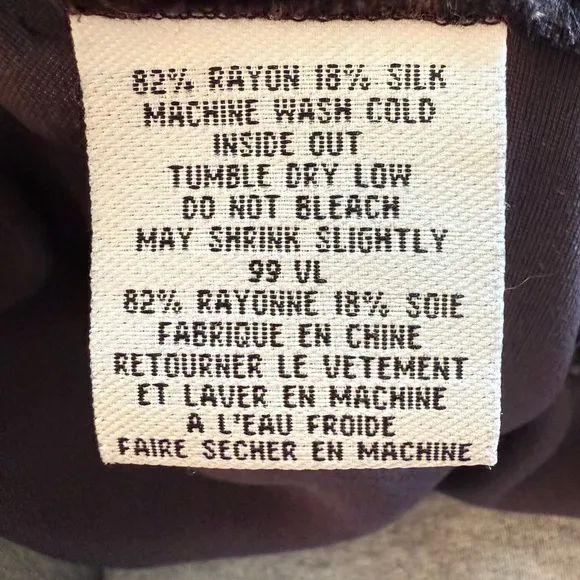 82% RAYON 18% SILK
MACHINE WASH COLD
INSIDE OUT
TUMBLE DRY LOW
DO NOT BLEACH
MAY SHRINK SLIGHTLY
99 VL
82% RAYONNE 18% SOIE
FABRIQUE EN CHINE
RETOURNER LE VETEMENT
ET LAVER EN MACHINE
A L'EAU FROIDE
FAIRE SECHER EN MACHINE